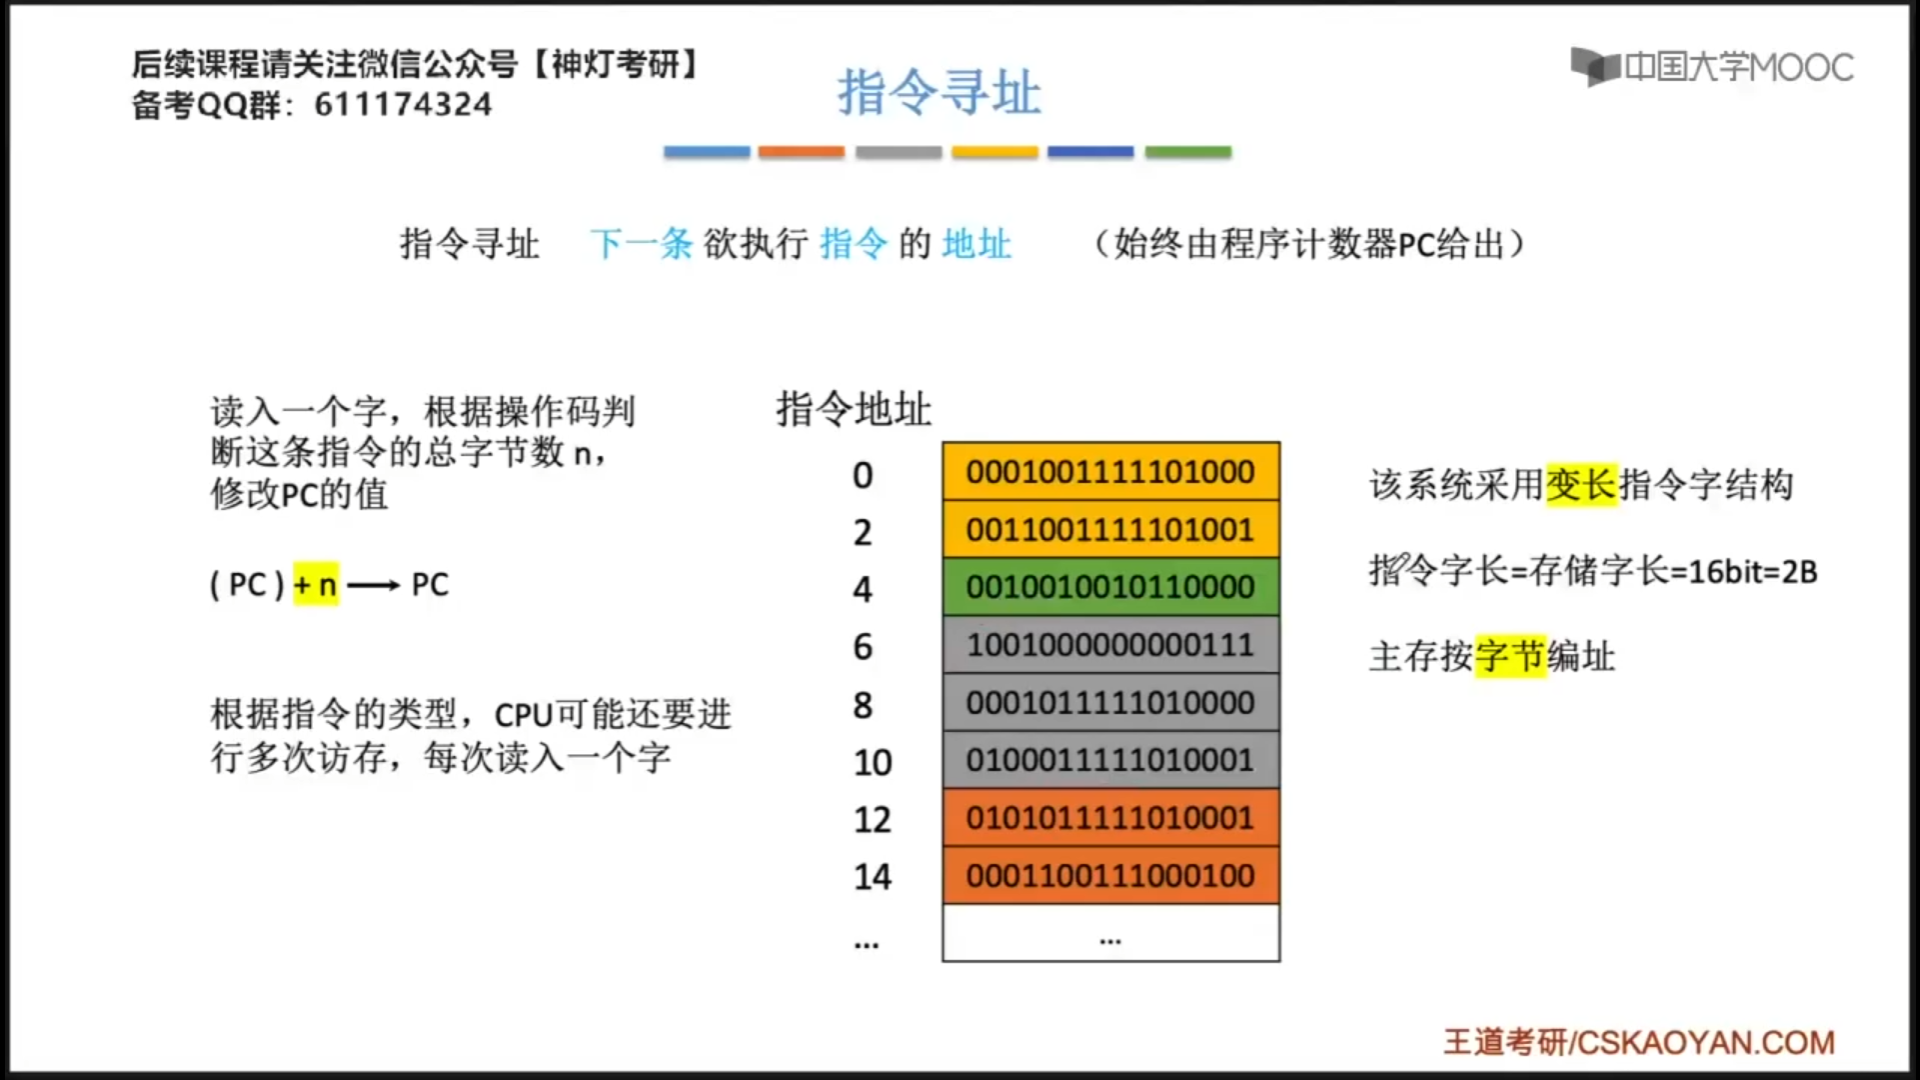 后续课程请关注微信公众号【神灯考研】
备考QQ群：611174324
中国大学MOOC
指令寻址
指令寻址 下一条 欲执行 指令 的 地址 （始终由程序计数器PC给出）
读入一个字，根据操作码判
断这条指令的总字节数 n，
修改PC的值
( PC ) + n → PC
根据指令的类型，CPU可能还要进
行多次访存，每次读入一个字
指令地址
0 0001001111101000
2 0011001111101001
4 0010010010110000
6 1001000000000111
8 0001011111010000
10 0100011111010001
12 0101011111010001
14 0001100111000100
... ...
该系统采用变长指令字结构
指令字长=存储字长=16bit=2B
主存按字节编址
王道考研/CSKAOYAN.COM